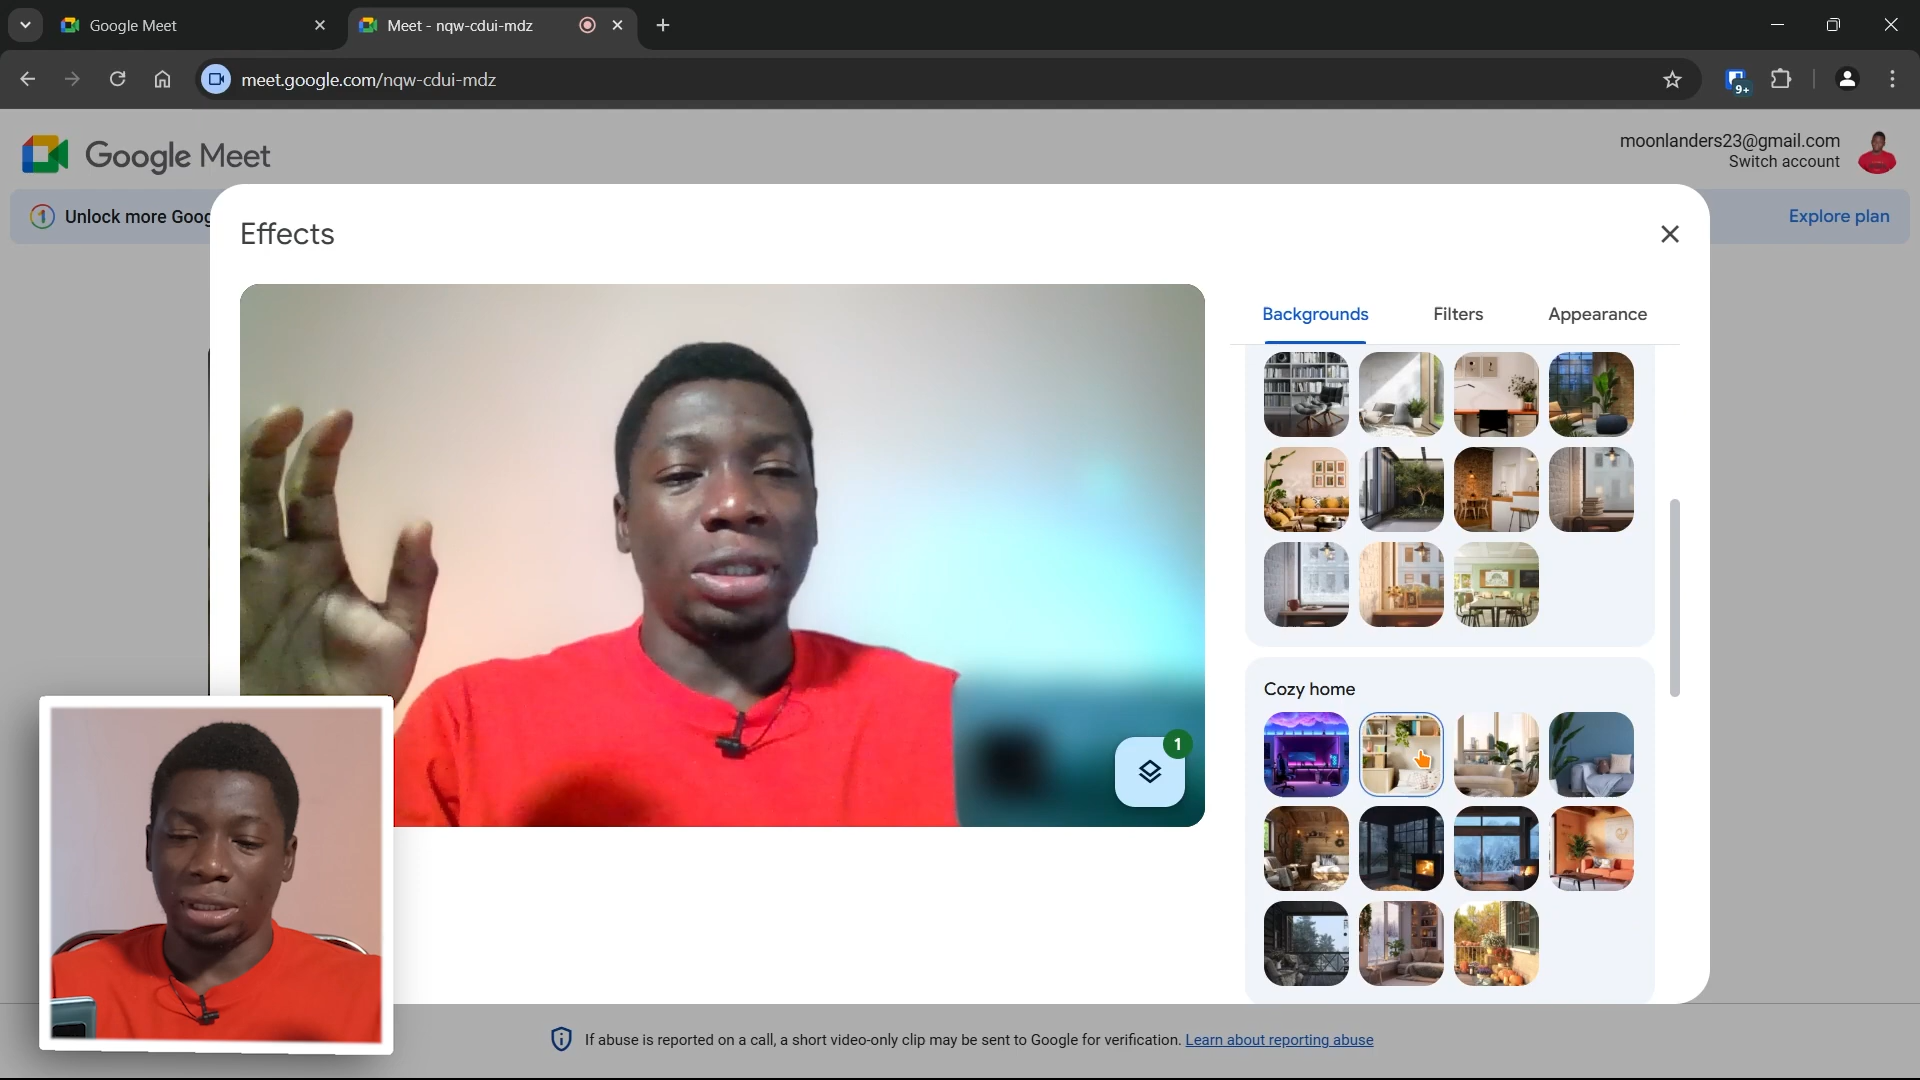 Google Meet
Meet - nqw-cdui-mdz
meet.google.com/nqw-cdui-mdz
9+
Google Meet
moonlanders23@gmail.com
Switch account
1 Unlock more Goog
Explore plan
Effects
Backgrounds Filters Appearance
1
Cozy home
If abuse is reported on a call, a short video-only clip may be sent to Google for verification. Learn about reporting abuse